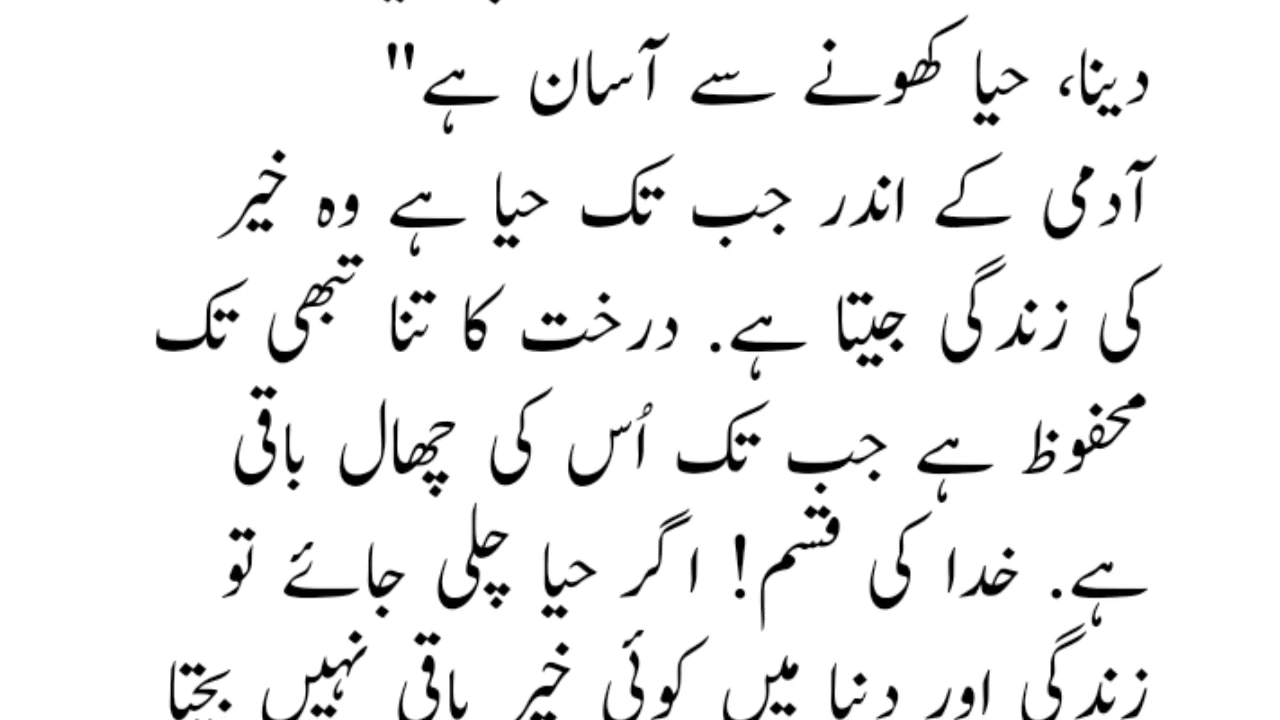 دینا، حیا کھونے سے آسان ہے"
آدمی کے اندر جب تک حیا ہے وہ خیر
کی زندگی جیتا ہے. درخت کا تنا تبھی تک
محفوظ ہے جب تک اُس کی چھال باقی
ہے. خدا کی قسم! اگر حیا چلی جائے تو
زندگی اور دنیا میں کوئی خیر باقی نہیں بچتا